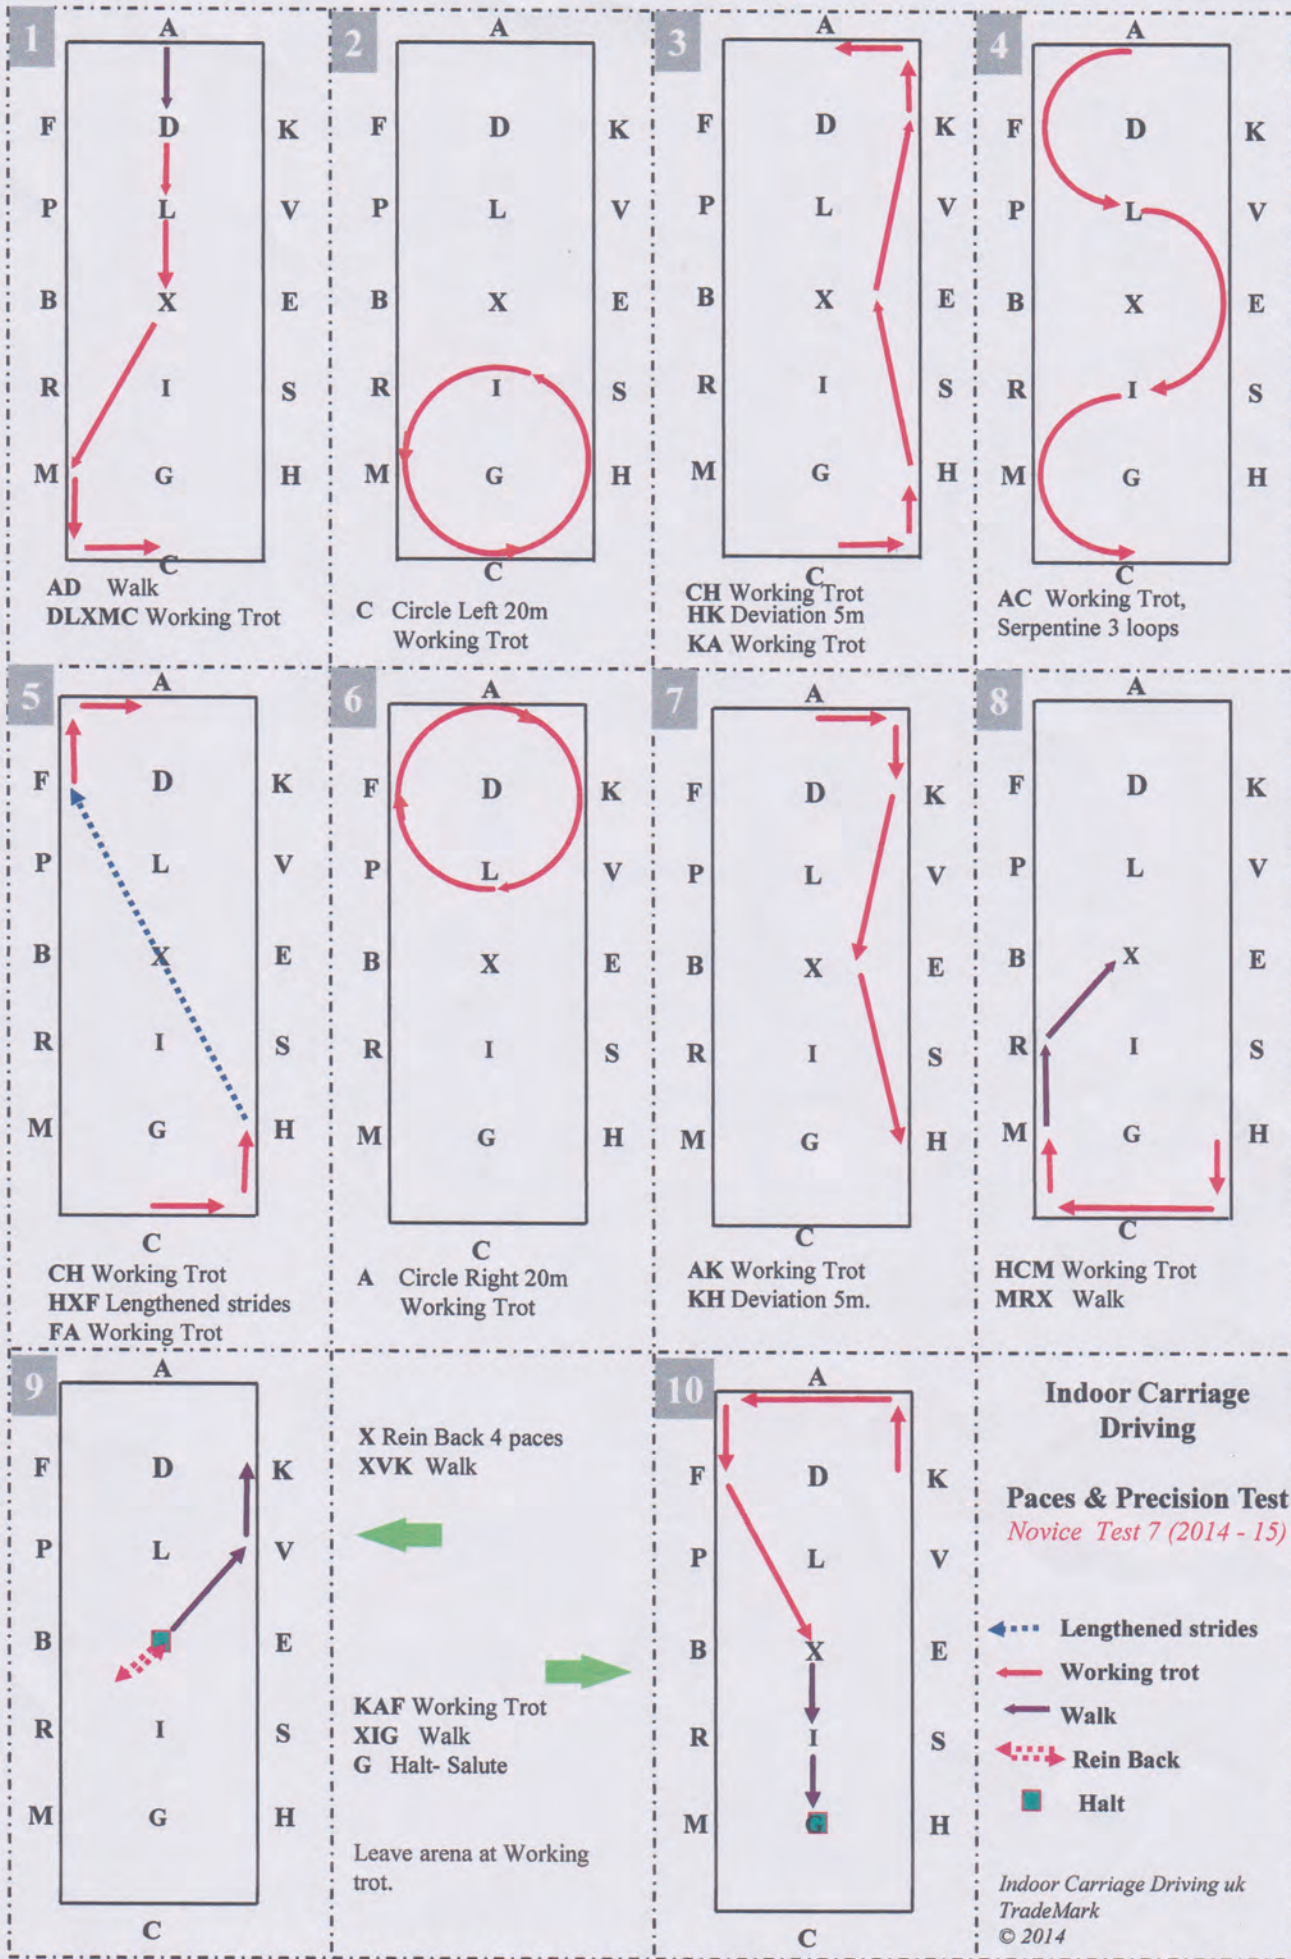 1
A
D
F
K
L
P
V
X
B
E
I
R
S
G
M
H
C
AD Walk
DLXMC Working Trot
2
A
F D K
P L V
B X E
R I S
M G H
C
C Circle Left 20m
Working Trot
3
A
F D K
P L V
B X E
R I S
M G H
C
CH Working Trot
HK Deviation 5m
KA Working Trot
4
A
F D K
P L V
B X E
R I S
M G H
C
AC Working Trot,
Serpentine 3 loops
5
A
F D K
P L V
B X E
R I S
M G H
C
CH Working Trot
HXF Lengthened strides
FA Working Trot
6
A
F D K
P L V
B X E
R I S
M G H
C
A Circle Right 20m
Working Trot
7
A
F D K
P L V
B X E
R I S
M G H
C
AK Working Trot
KH Deviation 5m.
8
A
F D K
P L V
B X E
R I S
M G H
C
HCM Working Trot
MRX Walk
9
A
F D K
P L V
B E
R I S
M G H
C
X Rein Back 4 paces
XVK Walk
KAF Working Trot
XIG Walk
G Halt- Salute
Leave arena at Working
trot.
10
A
F D K
P L V
B X E
R I S
M G H
C
Indoor Carriage
Driving
Paces & Precision Test
Novice Test 7 (2014 - 15)
Lengthened strides
Working trot
Walk
Rein Back
Halt
Indoor Carriage Driving uk
TradeMark
© 2014